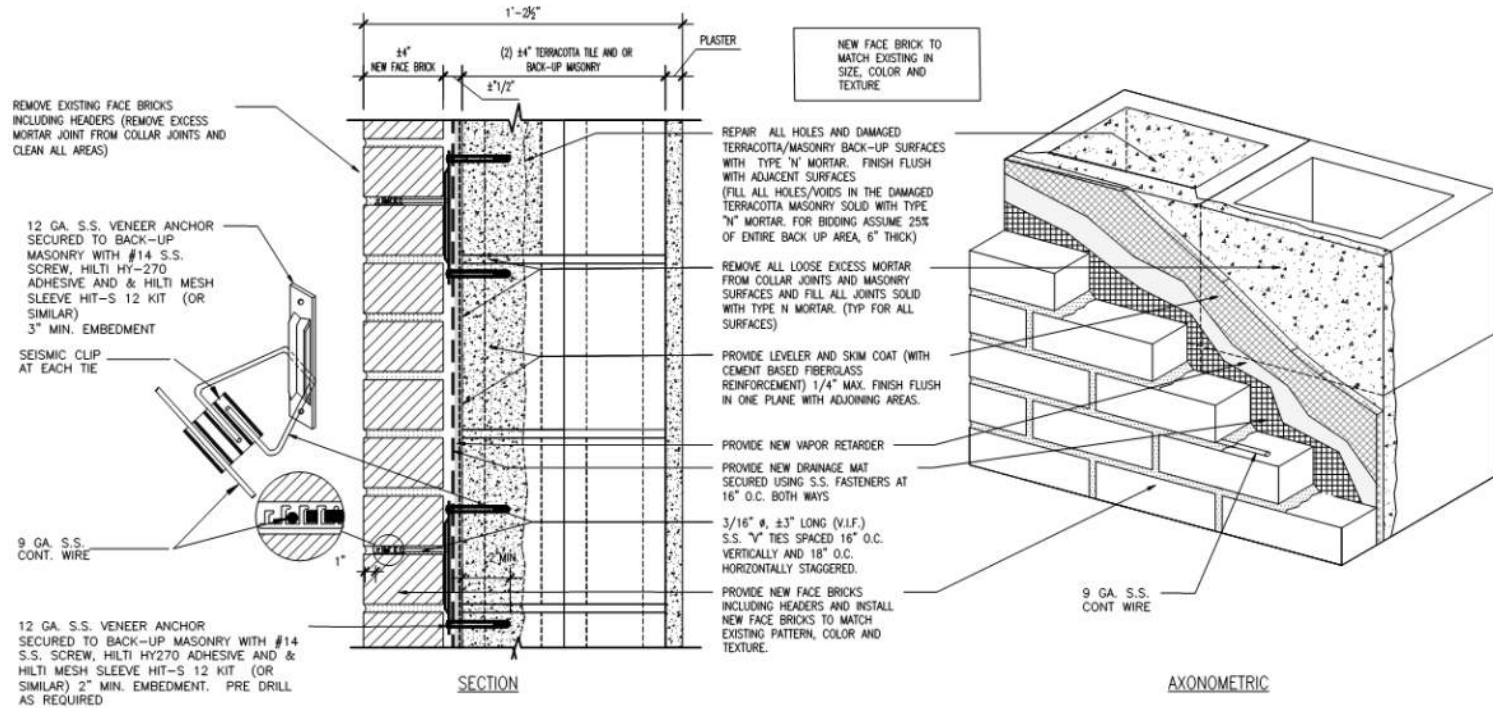 1'-2½"
±4"
NEW FACE BRICK
(2) ±4" TERRACOTTA TILE AND OR
BACK-UP MASONRY
PLASTER
±"1/2"
NEW FACE BRICK TO
MATCH EXISTING IN
SIZE, COLOR AND
TEXTURE
REMOVE EXISTING FACE BRICKS
INCLUDING HEADERS (REMOVE EXCESS
MORTAR JOINT FROM COLLAR JOINTS AND
CLEAN ALL AREAS)
12 GA. S.S. VENEER ANCHOR
SECURED TO BACK-UP
MASONRY WITH #14 S.S.
SCREW, HILTI HY-270
ADHESIVE AND & HILTI MESH
SLEEVE HIT-S 12 KIT (OR
SIMILAR)
3" MIN. EMBEDMENT
SEISMIC CLIP
AT EACH TIE
9 GA. S.S.
CONT. WIRE
1"
2" MIN.
12 GA. S.S. VENEER ANCHOR
SECURED TO BACK-UP MASONRY WITH #14
S.S. SCREW, HILTI HY270 ADHESIVE AND &
HILTI MESH SLEEVE HIT-S 12 KIT (OR
SIMILAR) 2" MIN. EMBEDMENT. PRE DRILL
AS REQUIRED
SECTION
REPAIR ALL HOLES AND DAMAGED
TERRACOTTA/MASONRY BACK-UP SURFACES
WITH TYPE 'N' MORTAR. FINISH FLUSH
WITH ADJACENT SURFACES
(FILL ALL HOLES/VOIDS IN THE DAMAGED
TERRACOTTA MASONRY SOLID WITH TYPE
"N" MORTAR. FOR BIDDING ASSUME 25%
OF ENTIRE BACK UP AREA, 6" THICK)
REMOVE ALL LOOSE EXCESS MORTAR
FROM COLLAR JOINTS AND MASONRY
SURFACES AND FILL ALL JOINTS SOLID
WITH TYPE N MORTAR. (TYP FOR ALL
SURFACES)
PROVIDE LEVELER AND SKIM COAT (WITH
CEMENT BASED FIBERGLASS
REINFORCEMENT) 1/4" MAX. FINISH FLUSH
IN ONE PLANE WITH ADJOINING AREAS.
PROVIDE NEW VAPOR RETARDER
PROVIDE NEW DRAINAGE MAT
SECURED USING S.S. FASTENERS AT
16" O.C. BOTH WAYS
3/16" ø, ±3" LONG (V.I.F.)
S.S. "V" TIES SPACED 16" O.C.
VERTICALLY AND 18" O.C.
HORIZONTALLY STAGGERED.
PROVIDE NEW FACE BRICKS
INCLUDING HEADERS AND INSTALL
NEW FACE BRICKS TO MATCH
EXISTING PATTERN, COLOR AND
TEXTURE.
9 GA. S.S.
CONT WIRE
AXONOMETRIC